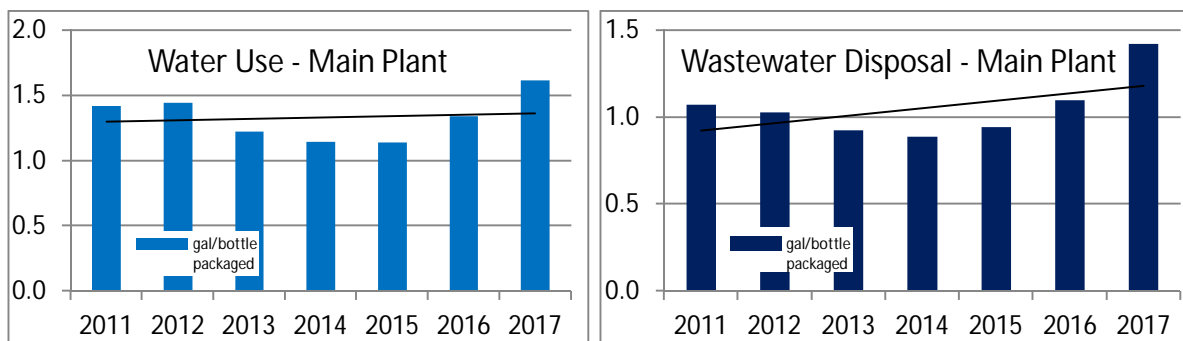 Water Use - Main Plant
2.0
1.5
1.0
0.5
0.0
gal/bottle
packaged
2011 2012 2013 2014 2015 2016 2017
Wastewater Disposal - Main Plant
1.5
1.0
0.5
0.0
gal/bottle
packaged
2011 2012 2013 2014 2015 2016 2017